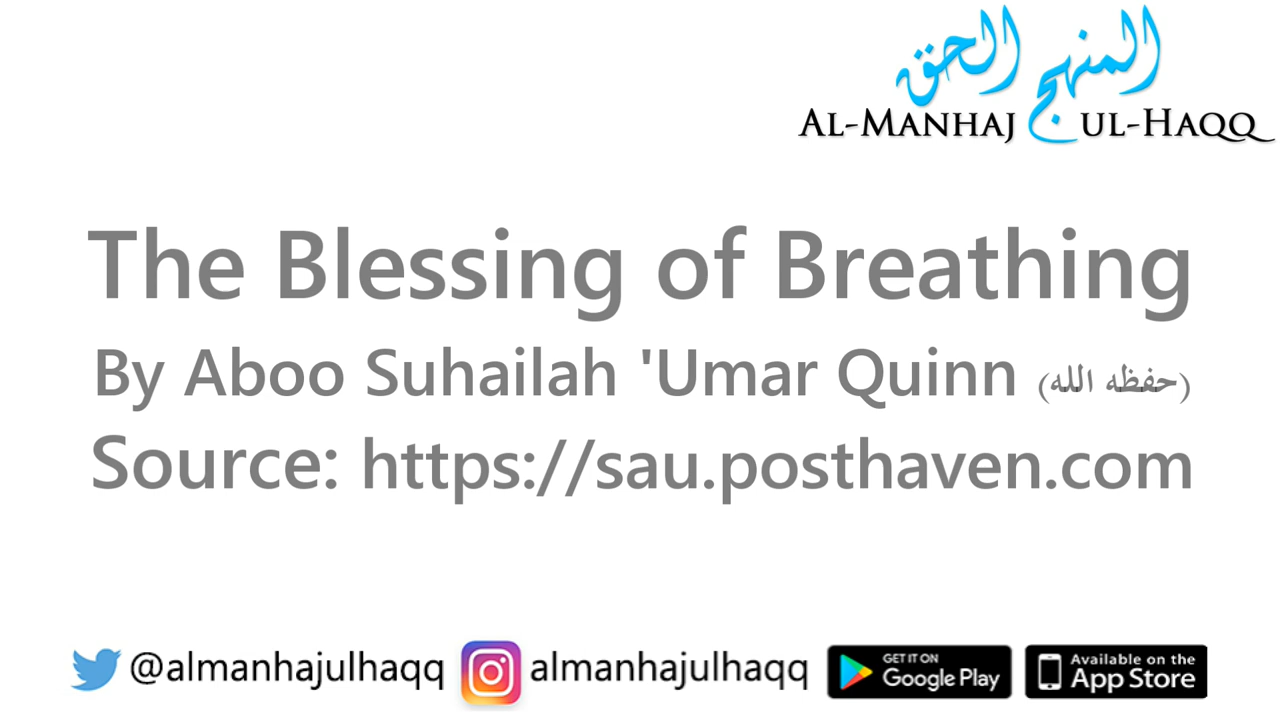 المنهج الحق
AL-MANHAJ UL-HAQQ
The Blessing of Breathing
By Aboo Suhailah 'Umar Quinn (حفظه الله)
Source: https://sau.posthaven.com
@almanhajulhaqq almanhajulhaqq GET IT ON Google Play Available on the App Store